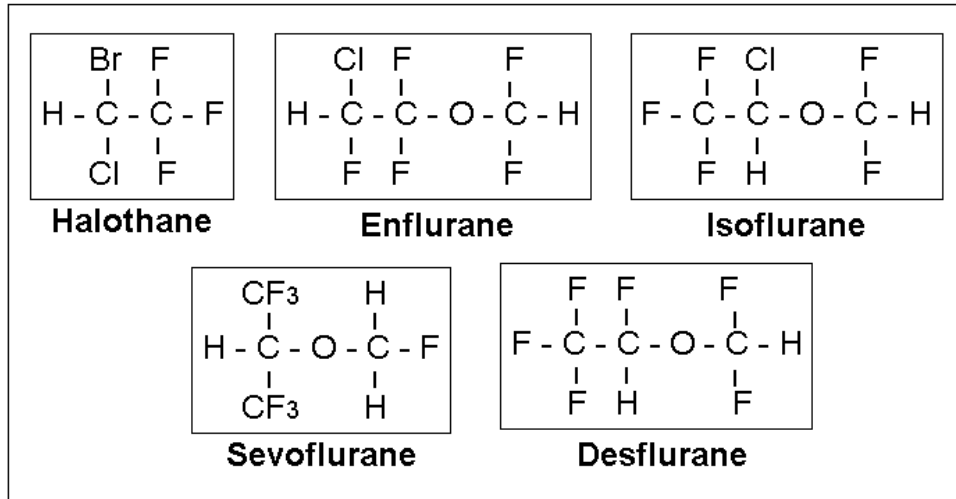 Br F F
H - C - C - F
Cl F
Halothane
Cl F F
H - C - C - O - C - H
F F F
Enflurane
F Cl F
F - C - C - O - C - H
F H F
Isoflurane
CF3 H
H - C - O - C - F
CF3 H
Sevoflurane
F F F
F - C - C - O - C - H
F H F
Desflurane